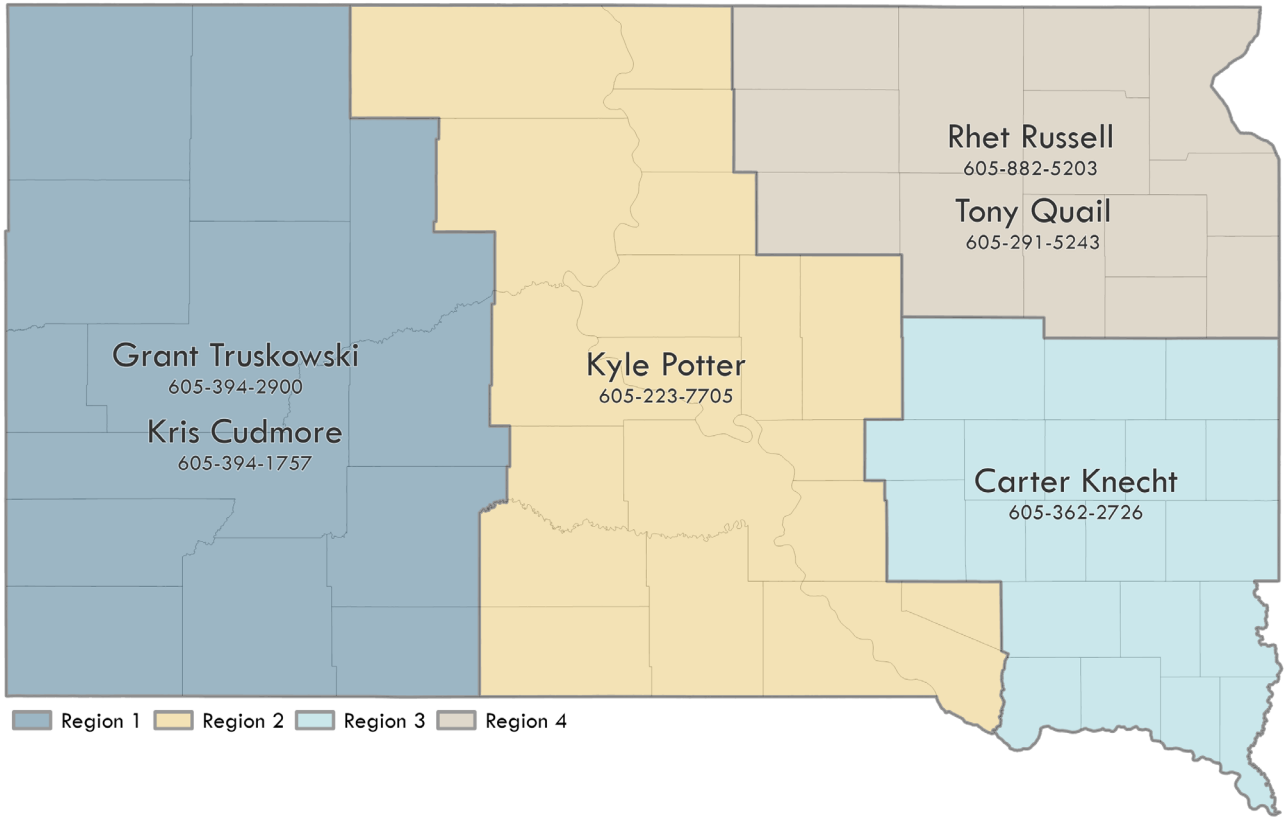 Rhet Russell
605-882-5203
Tony Quail
605-291-5243
Grant Truskowski
605-394-2900
Kris Cudmore
605-394-1757
Kyle Potter
605-223-7705
Carter Knecht
605-362-2726
Region 1 Region 2 Region 3 Region 4